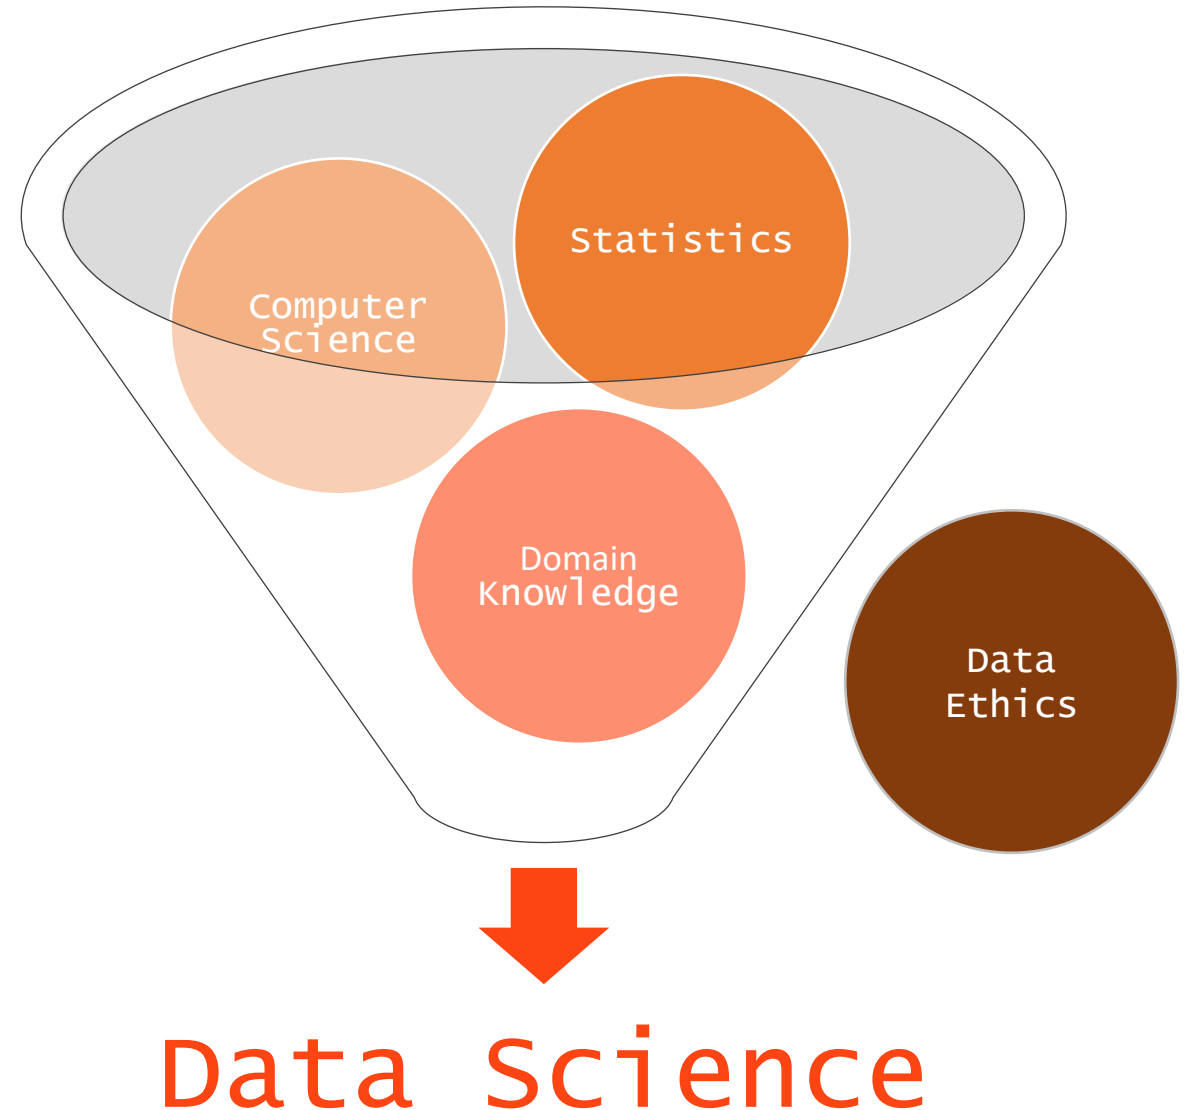 Statistics
Computer
Science
Domain
Knowledge
Data
Ethics
Data Science